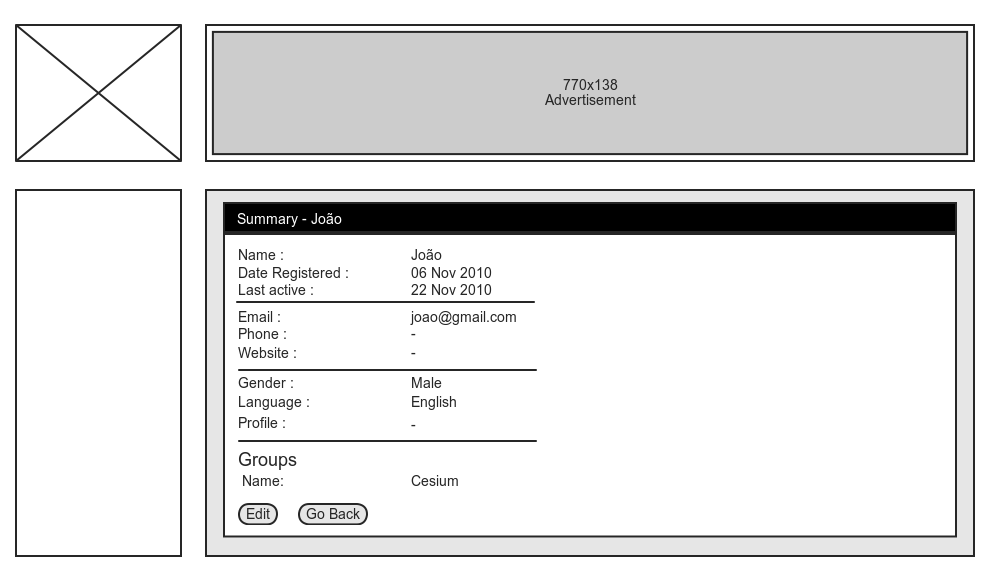 770x138
Advertisement
Summary - João
Name : João
Date Registered : 06 Nov 2010
Last active : 22 Nov 2010
Email : joao@gmail.com
Phone : -
Website : -
Gender : Male
Language : English
Profile : -
Groups
Name: Cesium
Edit Go Back